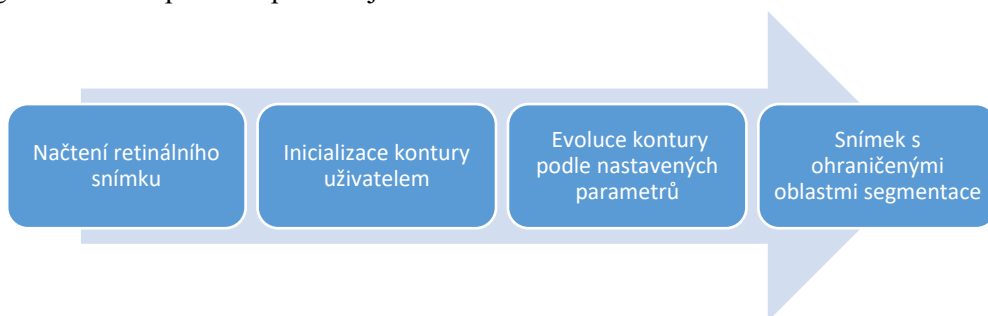 Načtení retinálního
snímku
Inicializace kontury
uživatelem
Evoluce kontury
podle nastavených
parametrů
Snímek s
ohraničenými
oblastmi segmentace